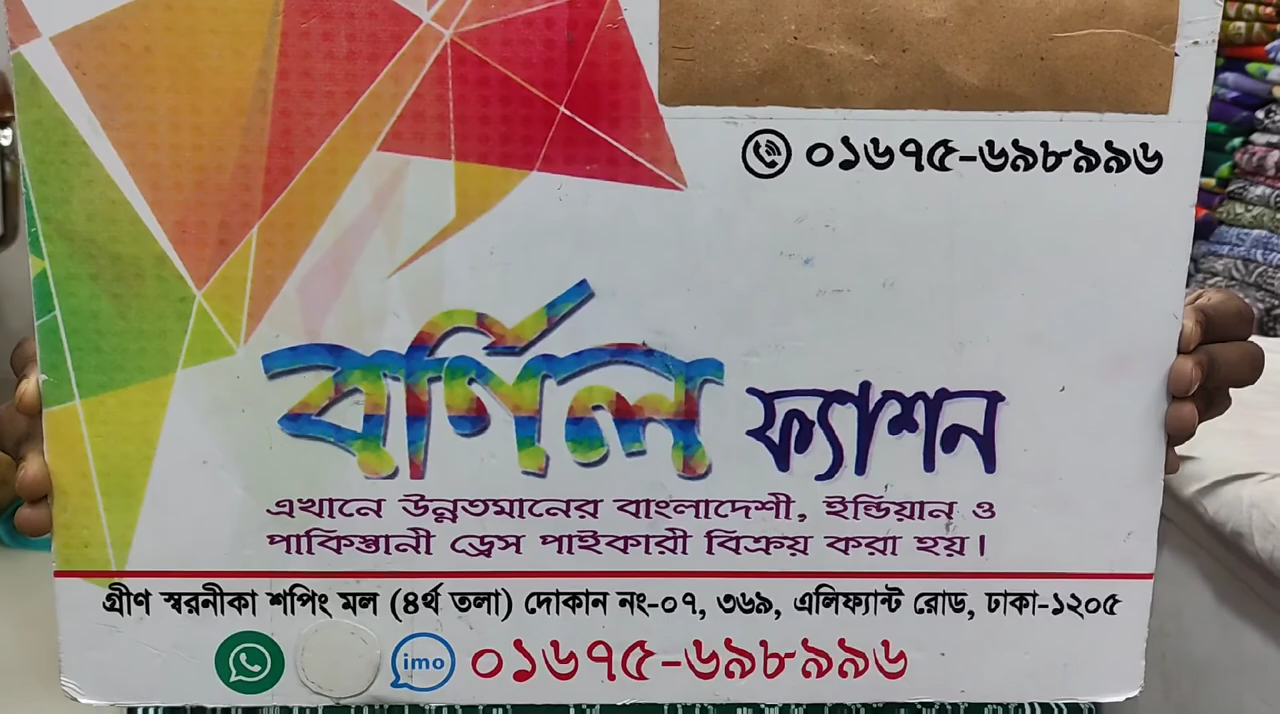 ০১৬৭৫-৬৯৮৯৯৬
বর্ণিল ফ্যাশন
এখানে উন্নতমানের বাংলাদেশী, ইন্ডিয়ান ও
পাকিস্তানী ড্রেস পাইকারী বিক্রয় করা হয়।
গ্রীণ স্বরনীকা শপিং মল (৪র্থ তলা) দোকান নং-০৭, ৩৬৯, এলিফ্যান্ট রোড, ঢাকা-১২০৫
imo ০১৬৭৫-৬৯৮৯৯৬